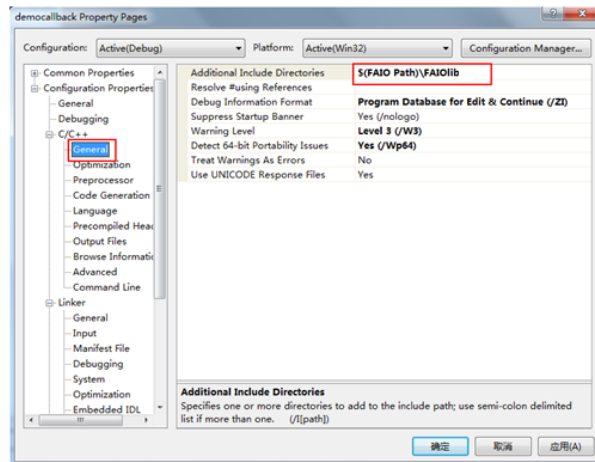 democallback Property Pages
Configuration: Active(Debug) Platform: Active(Win32) Configuration Manager...
Common Properties
Configuration Properties
General
Debugging
C/C++
General
Optimization
Preprocessor
Code Generation
Language
Precompiled Head
Output Files
Browse Informatic
Advanced
Command Line
Linker
General
Input
Manifest File
Debugging
System
Optimization
Embedded IDL
Additional Include Directories $(FAIO Path)\FAIOlib
Resolve #using References
Debug Information Format Program Database for Edit & Continue (/ZI)
Suppress Startup Banner Yes (/nologo)
Warning Level Level 3 (/W3)
Detect 64-bit Portability Issues Yes (/Wp64)
Treat Warnings As Errors No
Use UNICODE Response Files Yes
Additional Include Directories
Specifies one or more directories to add to the include path; use semi-colon delimited
list if more than one. (/I[path])
确定 取消 应用(A)